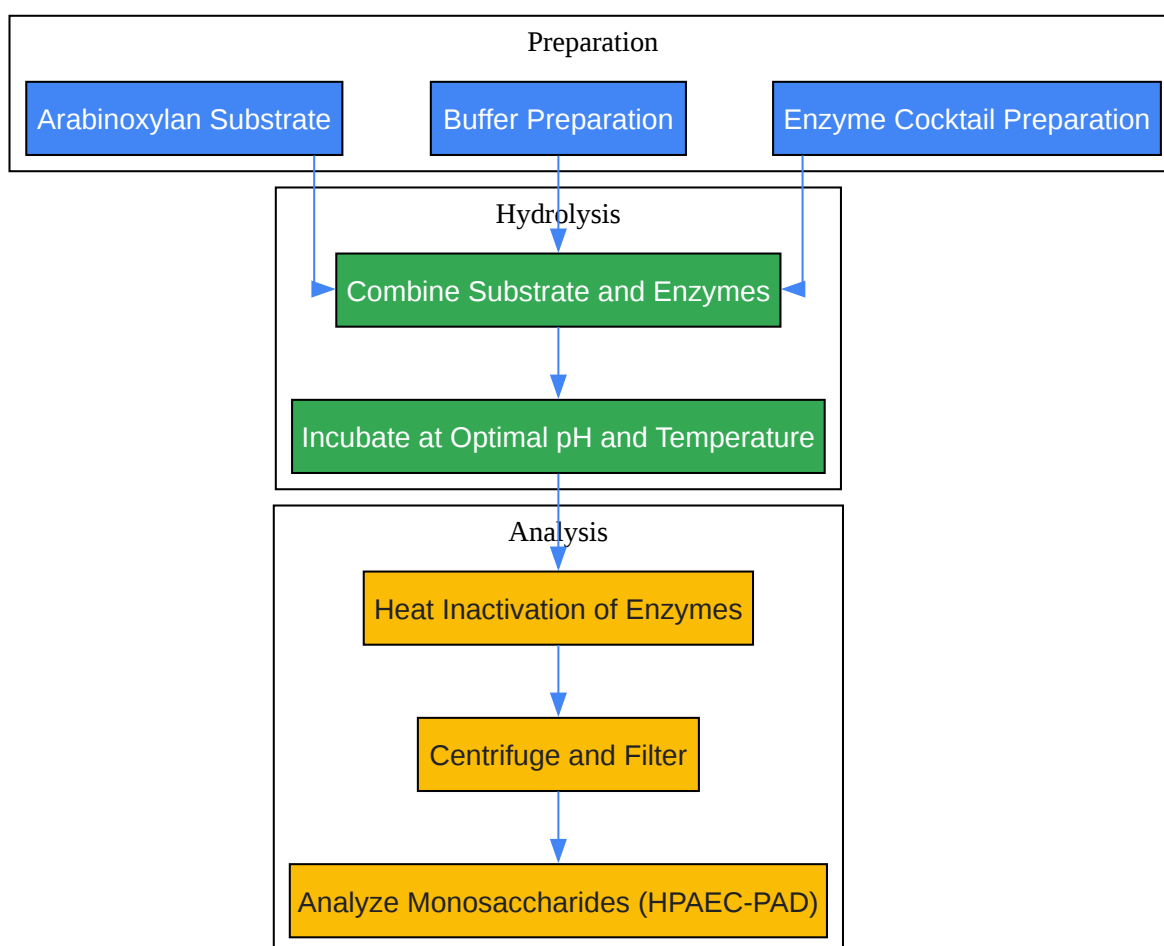 Preparation
Arabinoxylan Substrate
Buffer Preparation
Enzyme Cocktail Preparation
Hydrolysis
Combine Substrate and Enzymes
Incubate at Optimal pH and Temperature
Analysis
Heat Inactivation of Enzymes
Centrifuge and Filter
Analyze Monosaccharides (HPAEC-PAD)